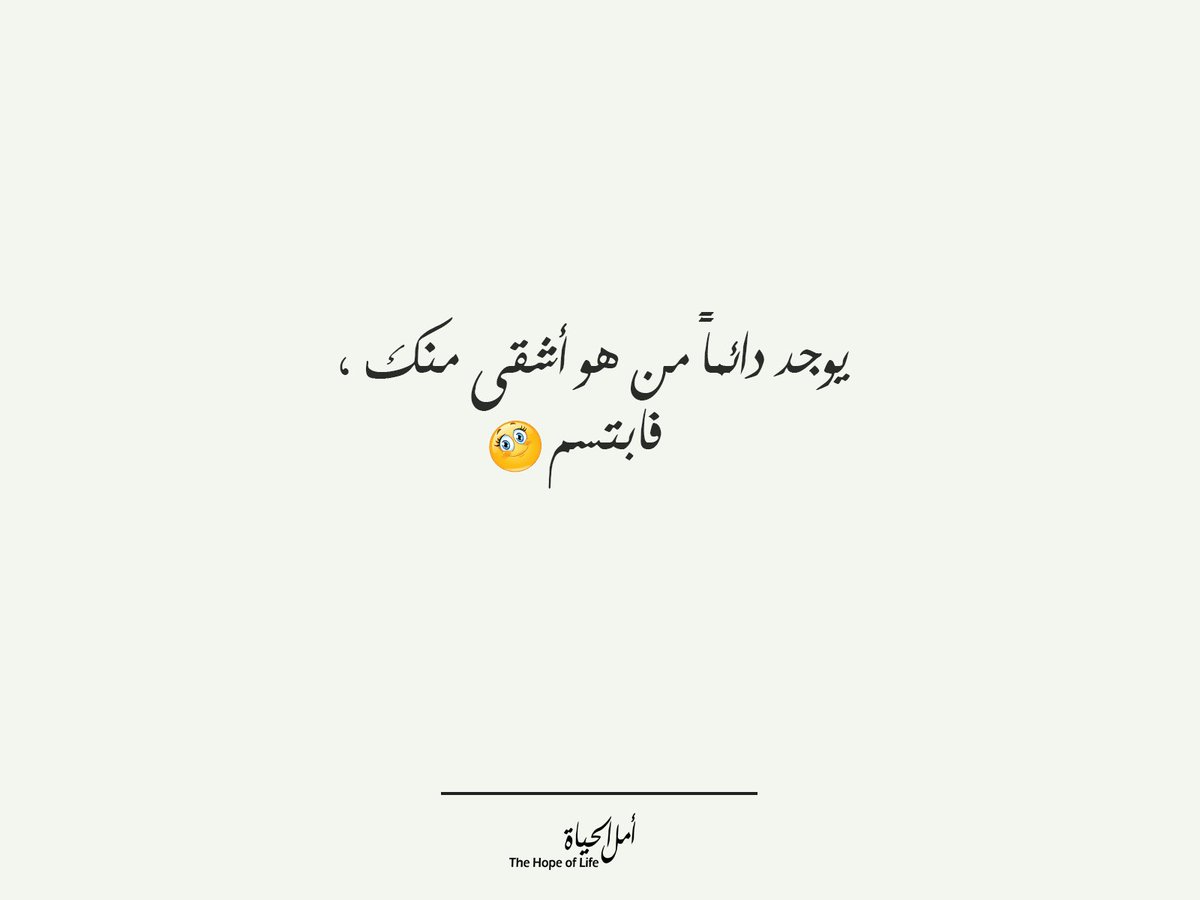 يوجد دائماً من هو أشقى منك ،
فابتسم
أمل الحياة
The Hope of Life